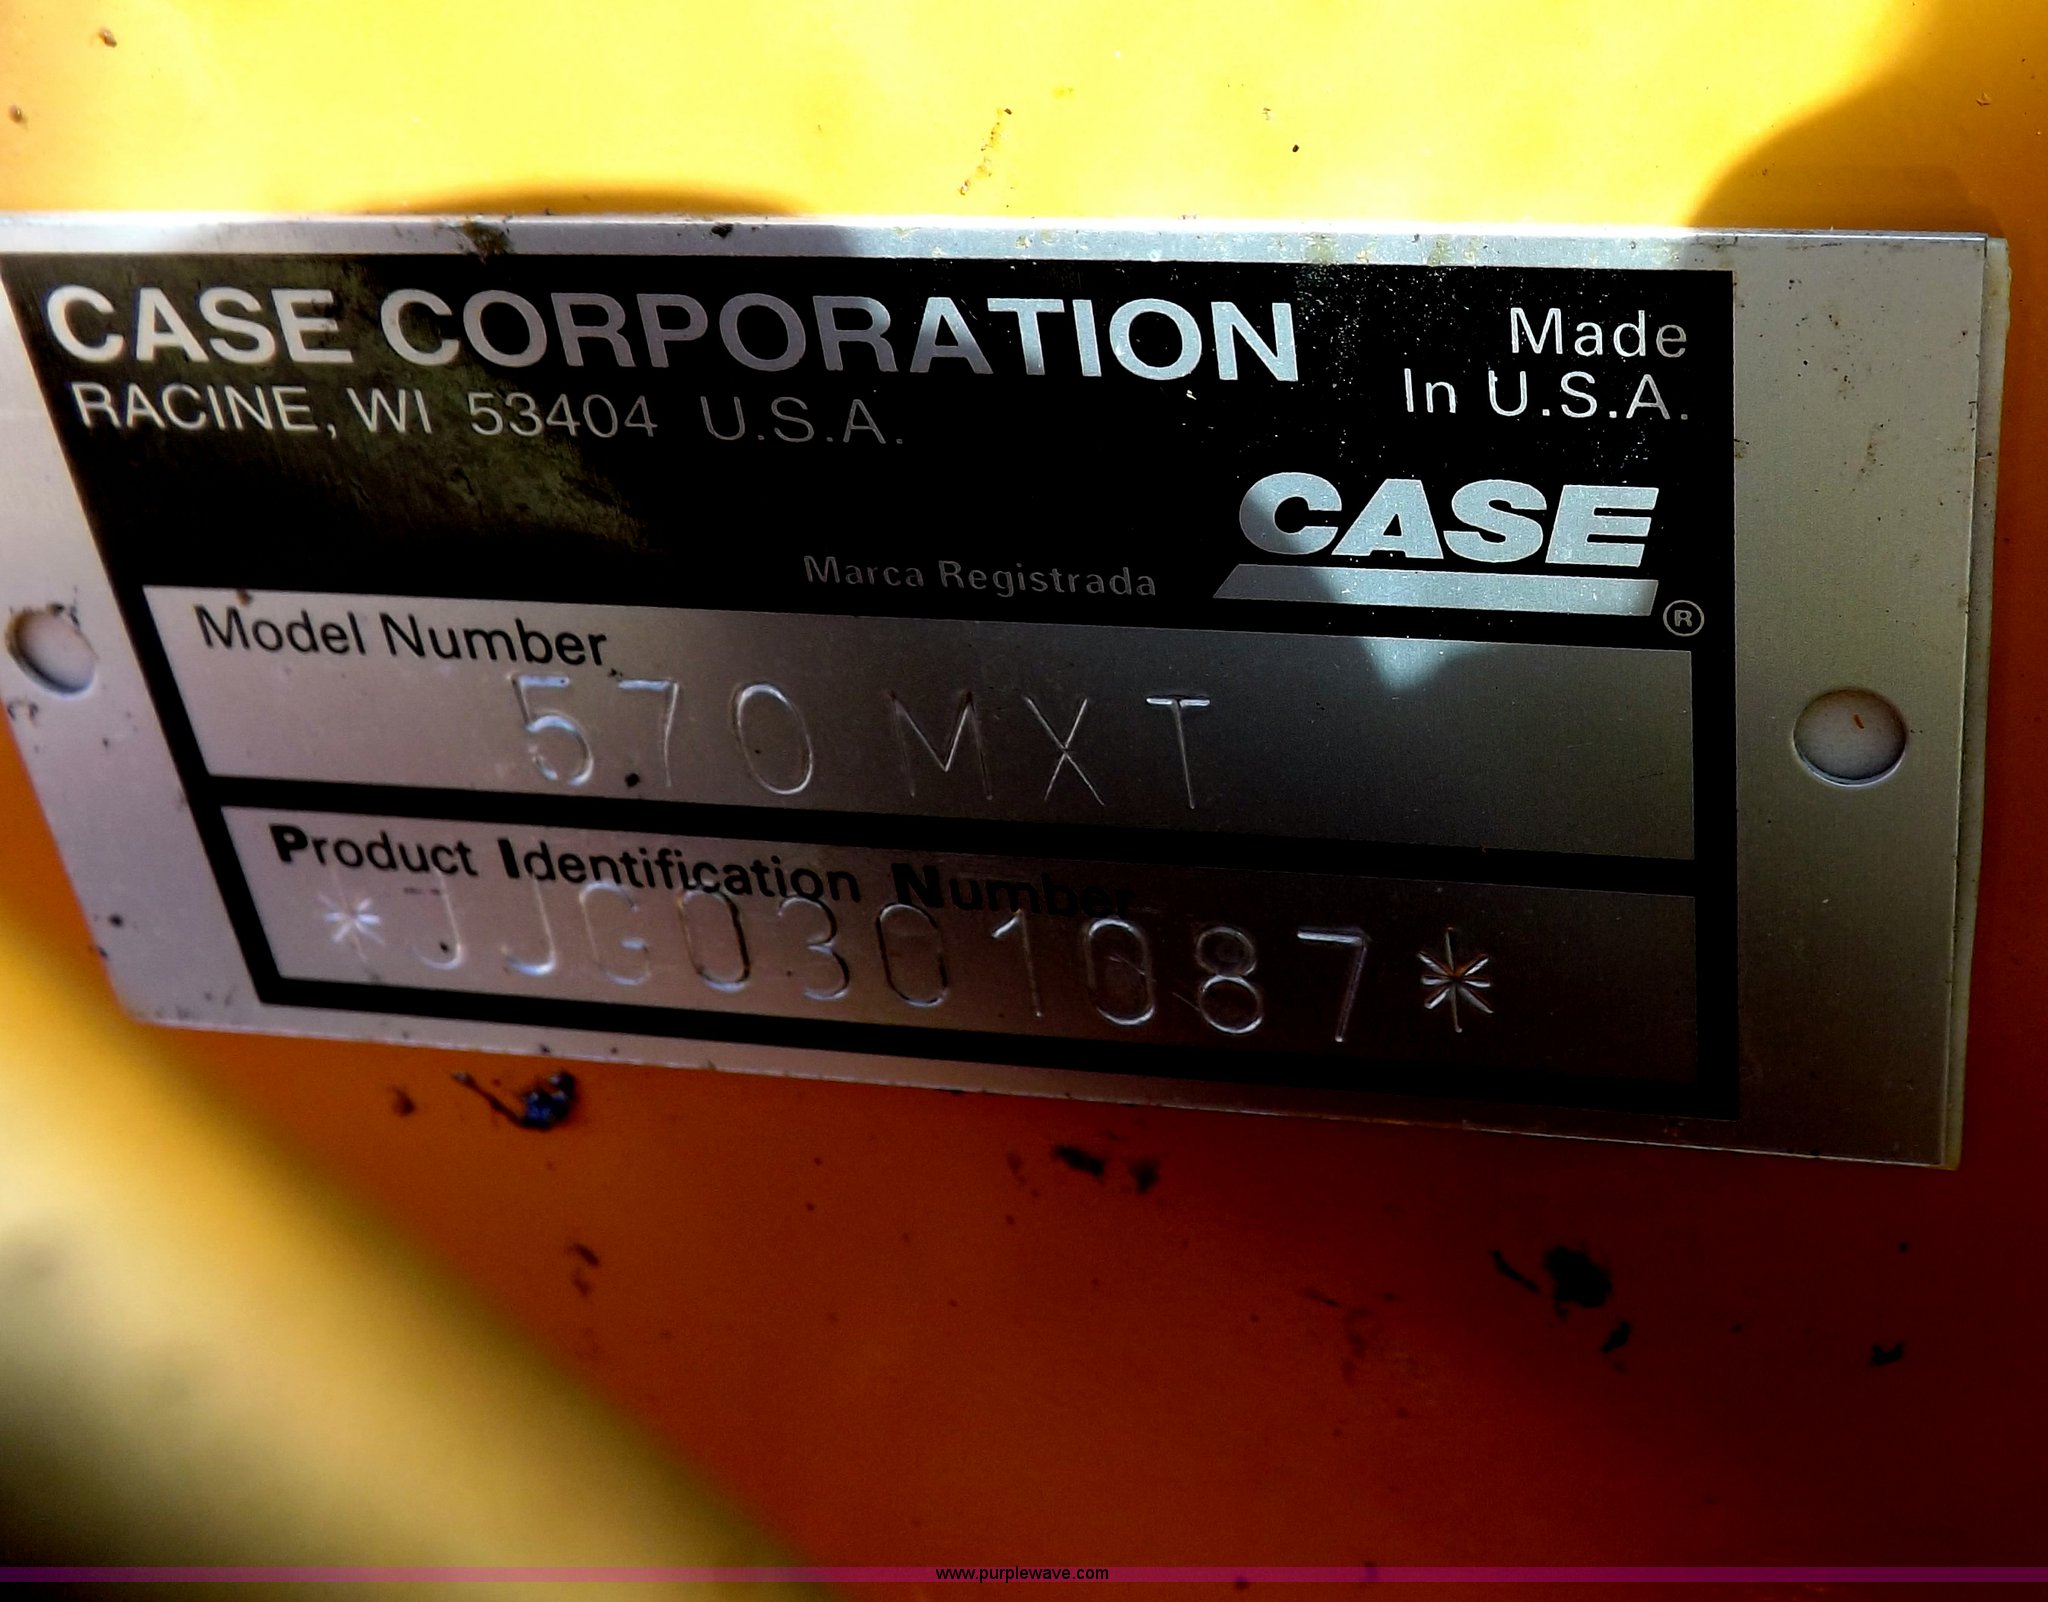 CASE CORPORATION
RACINE, WI 53404 U.S.A.
Made
In U.S.A.
CASE
Marca Registrada
®
Model Number
570 MXT
Product Identification Number
*JJG0301087*
www.purplewave.com